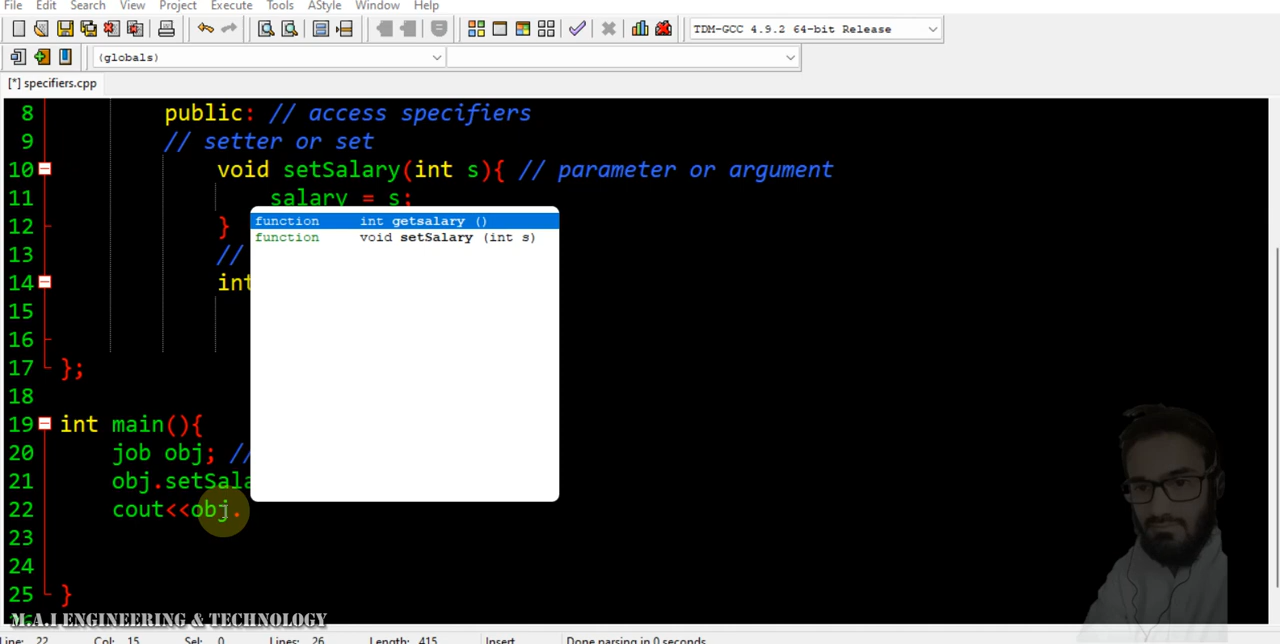 File Edit Search View Project Execute Tools AStyle Window Help
TDM-GCC 4.9.2 64-bit Release
(globals)
[*] specifiers.cpp
8 public: // access specifiers
9 // setter or set
10 void setSalary(int s){ // parameter or argument
11 salary = s;
function int getsalary ()
12 }
function void setSalary (int s)
13 //
14 int
15
16
17 };
18
19 int main(){
20 job obj; //
21 obj.setSala
22 cout<<obj.
23
24
25 }
M.A.I ENGINEERING & TECHNOLOGY
Line: 22 Col: 15 Sel: 0 Lines: 26 Length: 415 Insert Done parsing in 0 seconds